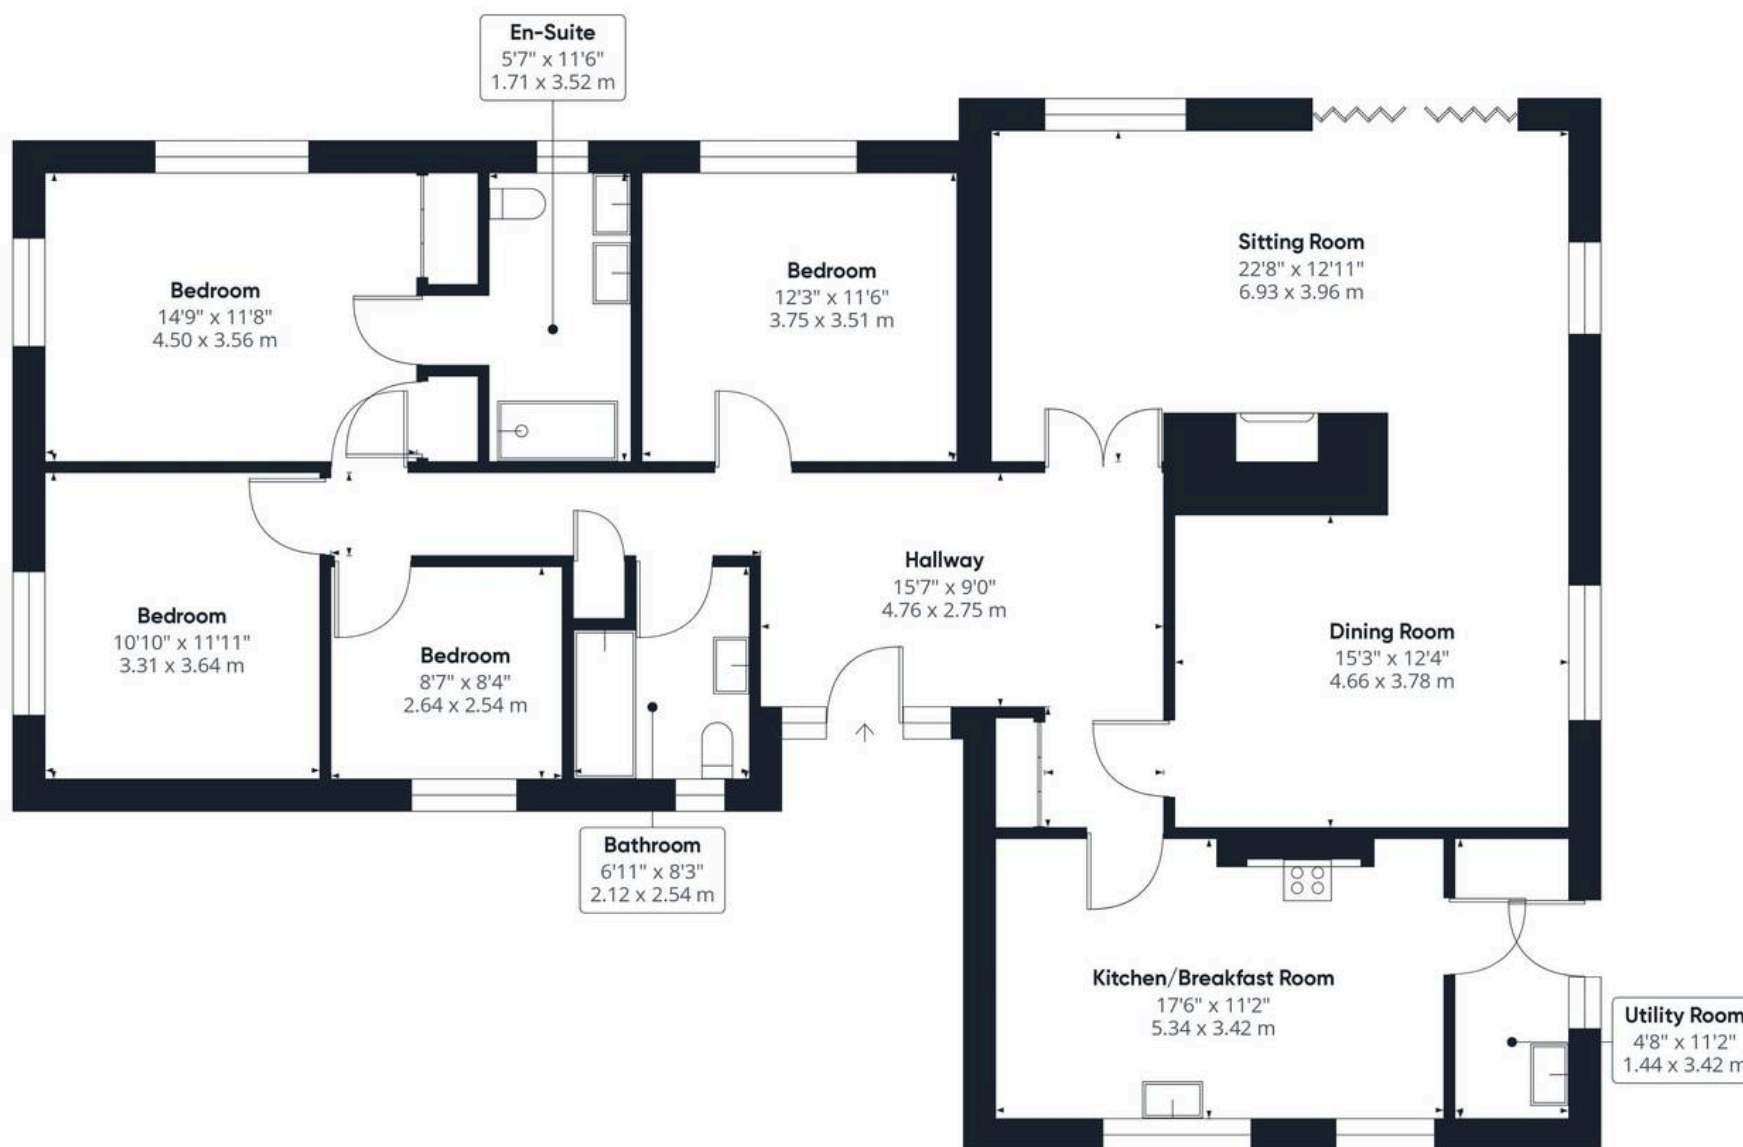 En-Suite
5'7" x 11'6"
1.71 x 3.52 m
Sitting Room
22'8" x 12'11"
6.93 x 3.96 m
Bedroom
12'3" x 11'6"
3.75 x 3.51 m
Bedroom
14'9" x 11'8"
4.50 x 3.56 m
Hallway
15'7" x 9'0"
4.76 x 2.75 m
Bedroom
10'10" x 11'11"
3.31 x 3.64 m
Bedroom
8'7" x 8'4"
2.64 x 2.54 m
Dining Room
15'3" x 12'4"
4.66 x 3.78 m
Bathroom
6'11" x 8'3"
2.12 x 2.54 m
Kitchen/Breakfast Room
17'6" x 11'2"
5.34 x 3.42 m
Utility Room
4'8" x 11'2"
1.44 x 3.42 m